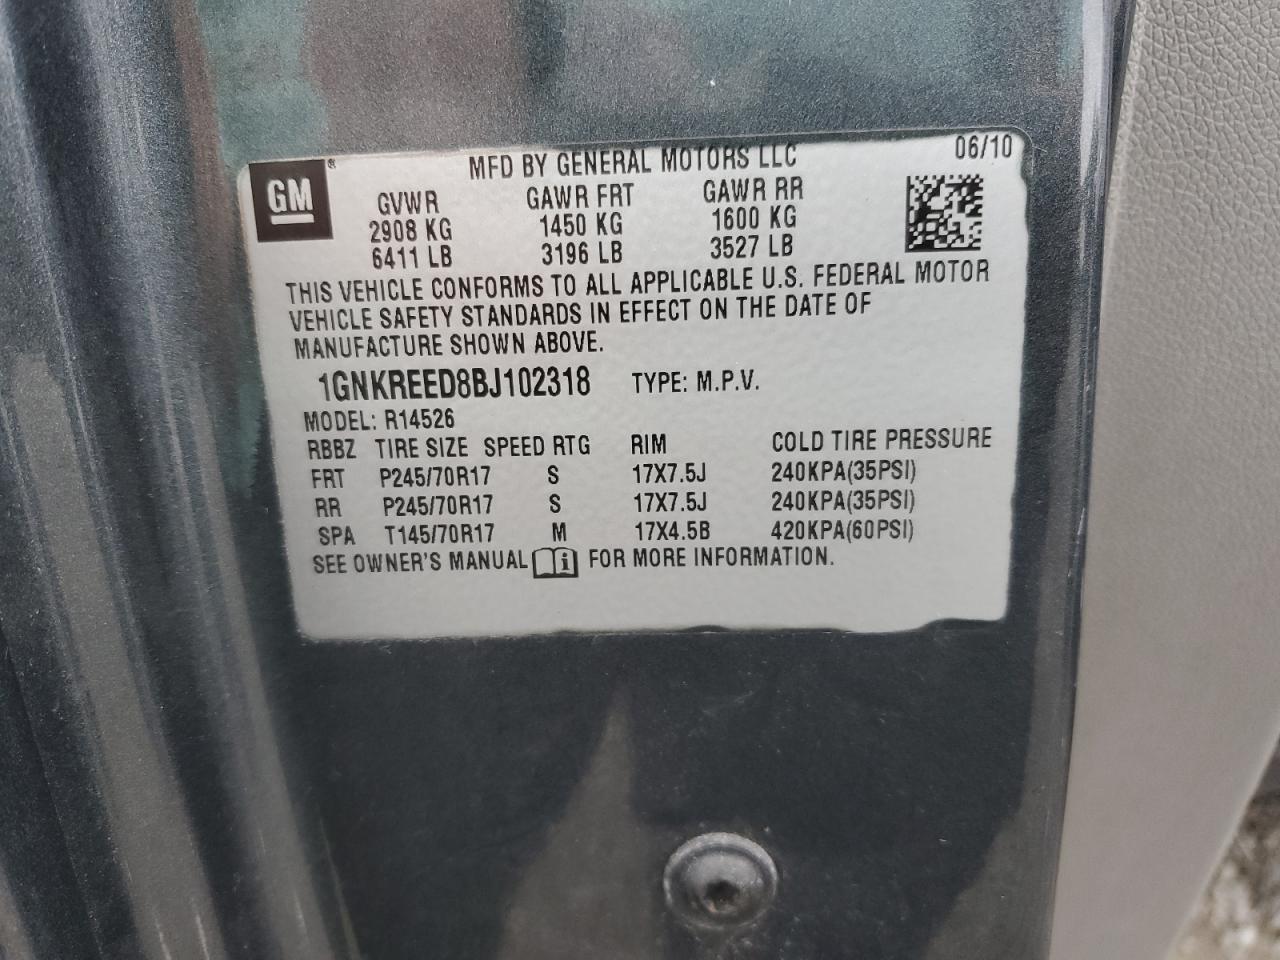 GM ®
MFD BY GENERAL MOTORS LLC 06/10
GVWR GAWR FRT GAWR RR
2908 KG 1450 KG 1600 KG
6411 LB 3196 LB 3527 LB
THIS VEHICLE CONFORMS TO ALL APPLICABLE U.S. FEDERAL MOTOR
VEHICLE SAFETY STANDARDS IN EFFECT ON THE DATE OF
MANUFACTURE SHOWN ABOVE.
1GNKREED8BJ102318 TYPE: M.P.V.
MODEL: R14526
RBBZ TIRE SIZE SPEED RTG RIM COLD TIRE PRESSURE
FRT P245/70R17 S 17X7.5J 240KPA(35PSI)
RR P245/70R17 S 17X7.5J 240KPA(35PSI)
SPA T145/70R17 M 17X4.5B 420KPA(60PSI)
SEE OWNER'S MANUAL i FOR MORE INFORMATION.